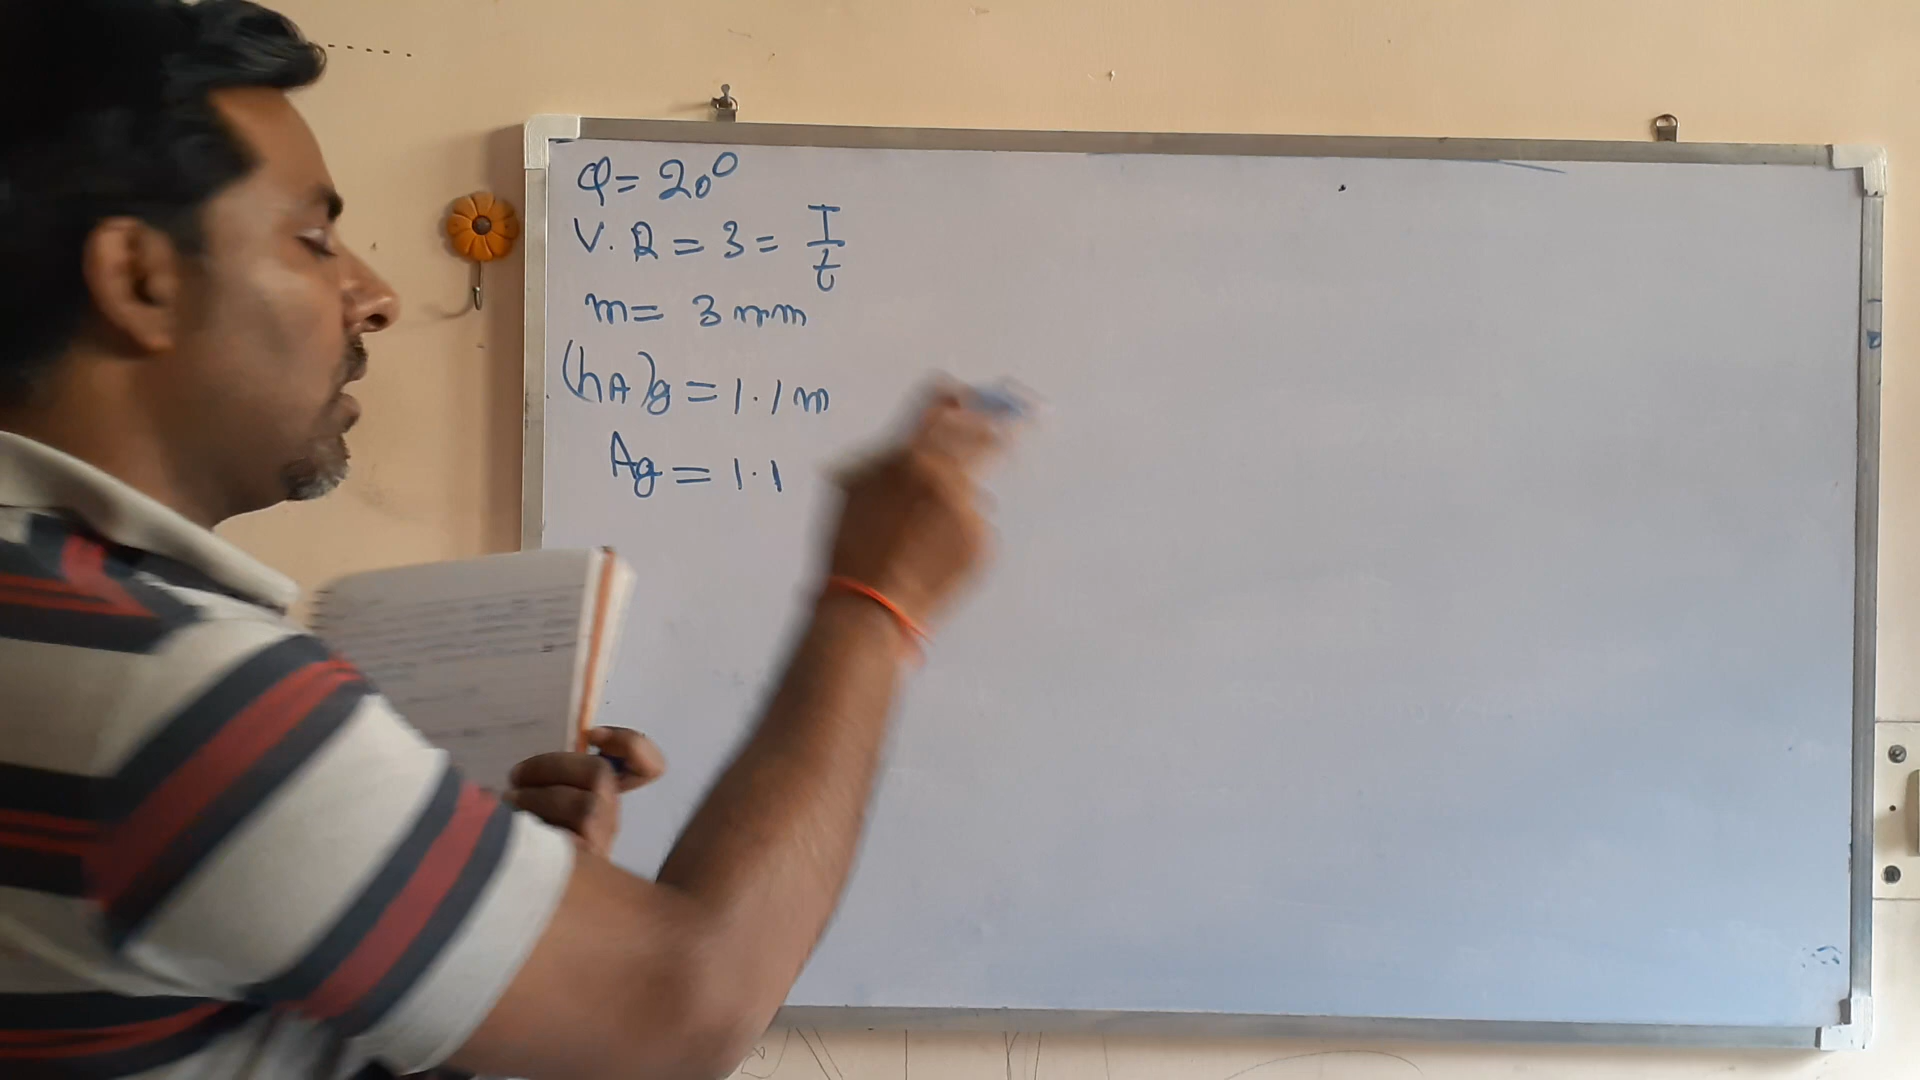 φ = 20°
V.R = 3 = T/t
m = 3 mm
(hA)g = 1.1 m
Ag = 1.1